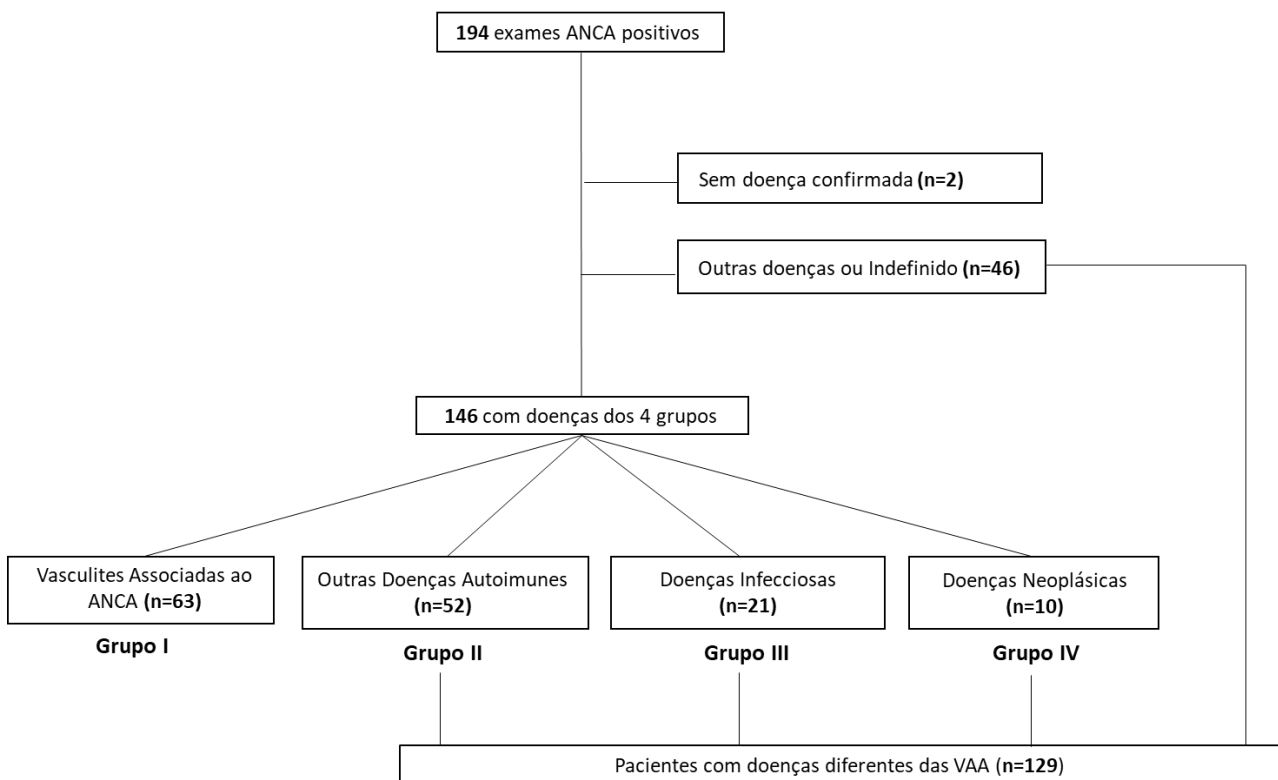 194 exames ANCA positivos
Sem doença confirmada (n=2)
Outras doenças ou Indefinido (n=46)
146 com doenças dos 4 grupos
Vasculites Associadas ao
ANCA (n=63)
Grupo I
Outras Doenças Autoimunes
(n=52)
Grupo II
Doenças Infecciosas
(n=21)
Grupo III
Doenças Neoplásicas
(n=10)
Grupo IV
Pacientes com doenças diferentes das VAA (n=129)